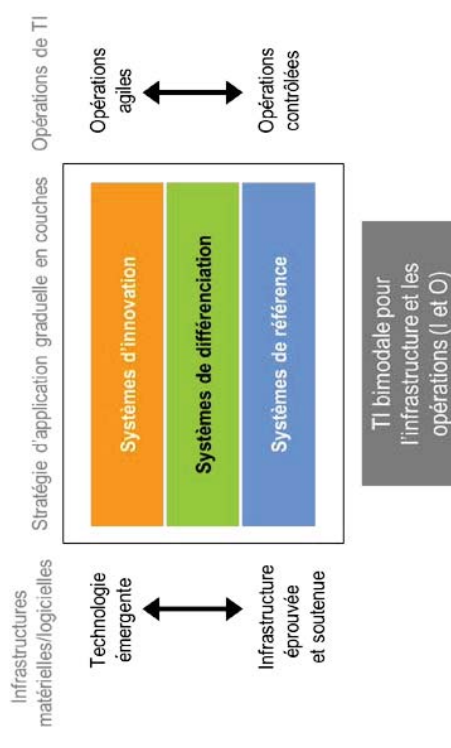 Infrastructures
matérielles/logicielles
Stratégie d'application graduelle en couches
Opérations de TI
Technologie
émergente
Infrastructure
éprouvée
et soutenue
Systèmes d'innovation
Systèmes de différenciation
Systèmes de référence
Opérations
agiles
Opérations
contrôlées
TI bimodale pour
l'infrastructure et les
opérations (I et O)